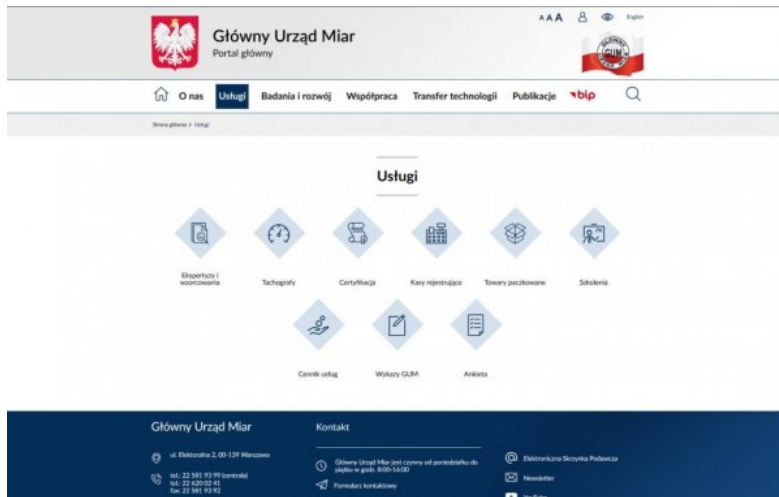 A A A
English
Główny Urząd Miar
Portal główny
GŁÓWNY
GUM
URZĄD MIAR
O nas
Usługi
Badania i rozwój
Współpraca
Transfer technologii
Publikacje
bip
Strona główna > Usługi
Usługi
Ekspertyzy i
wzorcowania
Tachografy
Certyfikacja
Kasy rejestrujące
Towary paczkowane
Szkolenia
Cennik usług
Wykazy GUM
Ankieta
Główny Urząd Miar
ul. Elektoralna 2, 00-139 Warszawa
tel.: 22 581 93 99 (centrala)
tel.: 22 620 02 41
fax: 22 581 93 92
Kontakt
Główny Urząd Miar jest czynny od poniedziałku do
piątku w godz. 8:00-16:00
Formularz kontaktowy
Elektroniczna Skrzynka Podawcza
Newsletter
YouTube